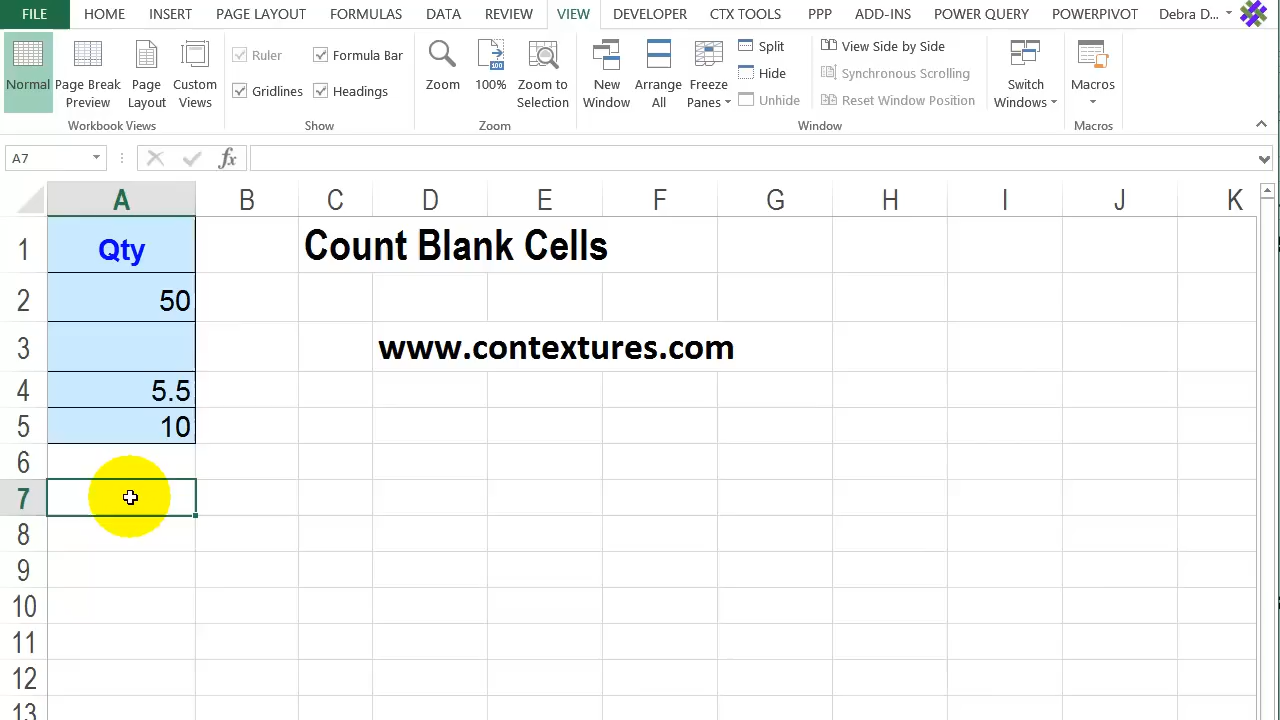 FILE HOME INSERT PAGE LAYOUT FORMULAS DATA REVIEW VIEW DEVELOPER CTX TOOLS PPP ADD-INS POWER QUERY POWERPIVOT Debra D...
Normal
Page Break
Preview
Page
Layout
Custom
Views
Workbook Views
Ruler
Formula Bar
Gridlines
Headings
Show
Zoom
100
100%
Zoom to
Selection
Zoom
New
Window
Arrange
All
Freeze
Panes
Split
Hide
Unhide
View Side by Side
Synchronous Scrolling
Reset Window Position
Switch
Windows
Window
Macros
Macros
A7 fx
A B C D E F G H I J K
1 Qty Count Blank Cells
2 50
3 www.contextures.com
4 5.5
5 10
6
7
8
9
10
11
12
13